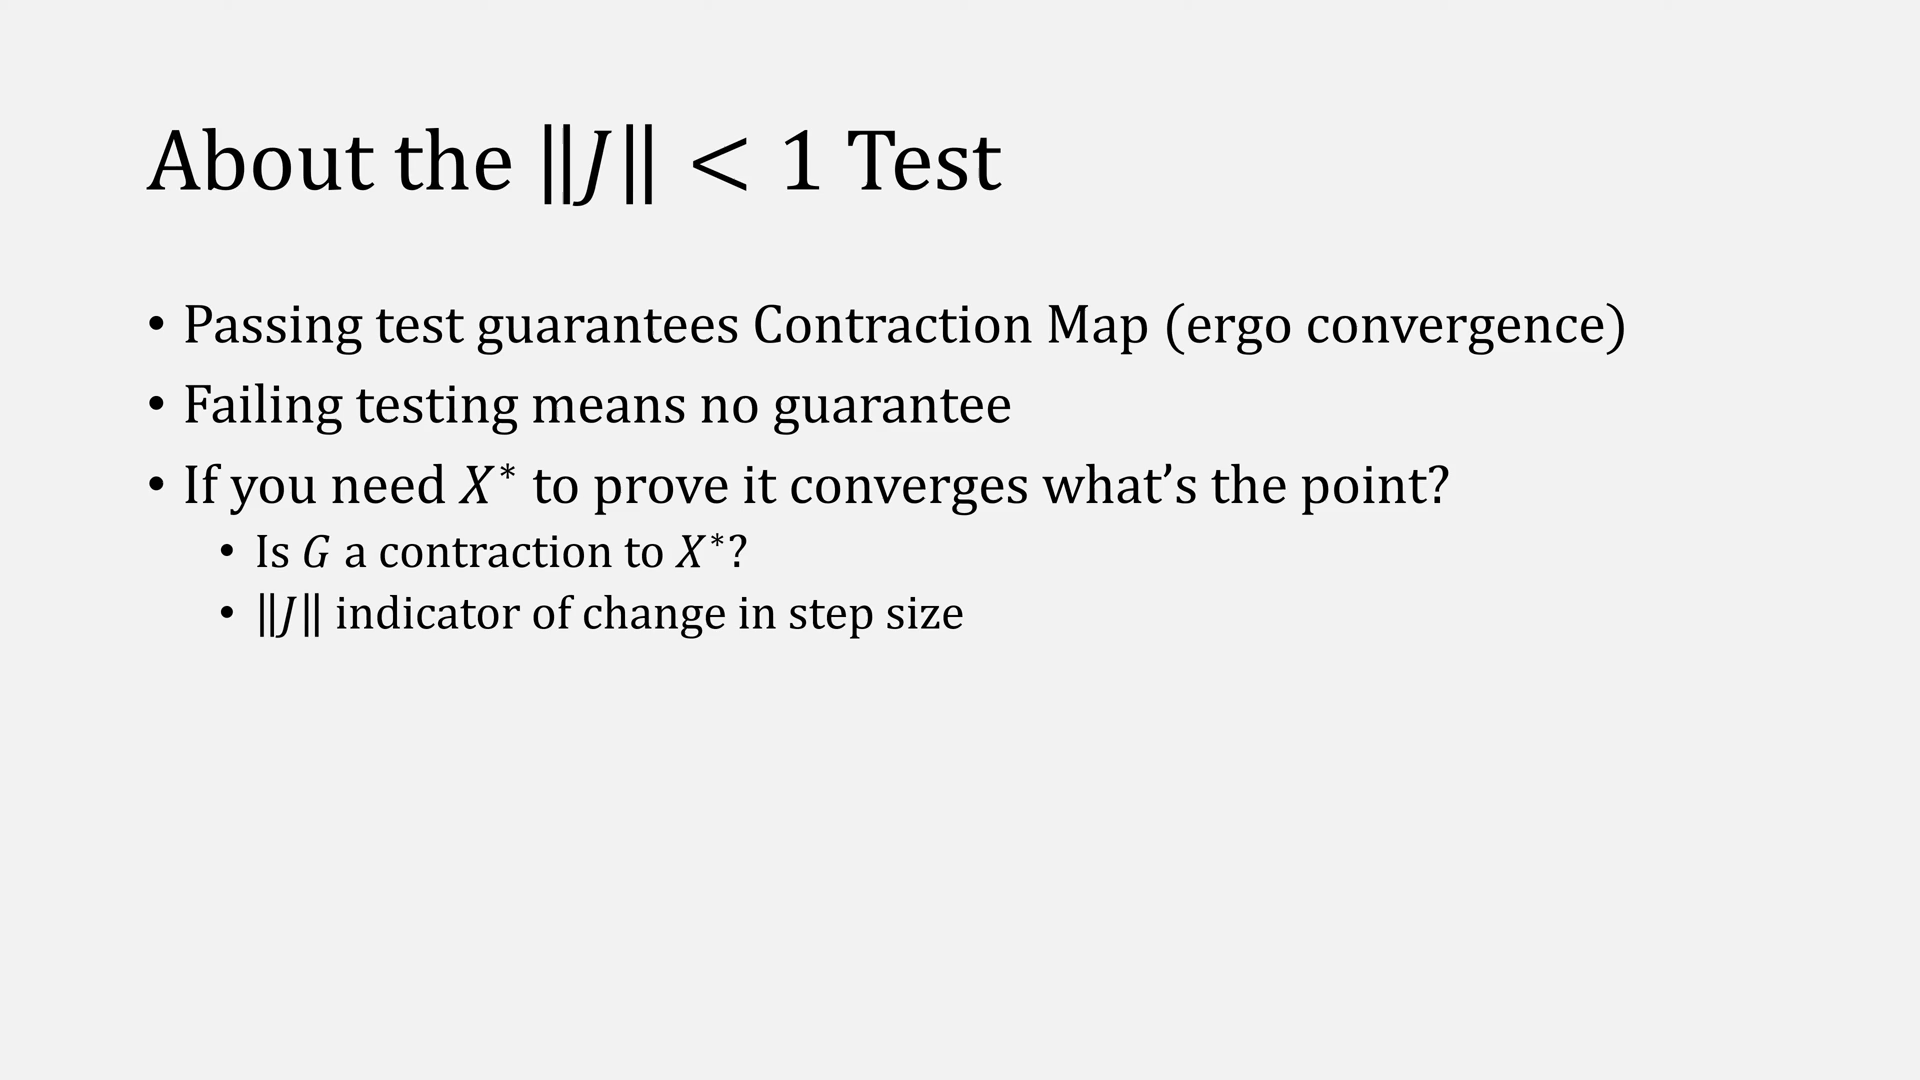 About the ‖J‖ < 1 Test
• Passing test guarantees Contraction Map (ergo convergence)
• Failing testing means no guarantee
• If you need X* to prove it converges what’s the point?
• Is G a contraction to X*?
• ‖J‖ indicator of change in step size